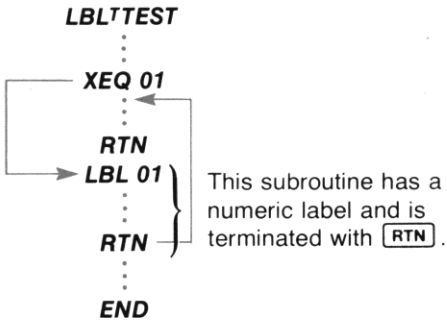 LBLᵀTEST
XEQ 01
RTN
LBL 01
This subroutine has a
numeric label and is
RTN terminated with RTN.
END